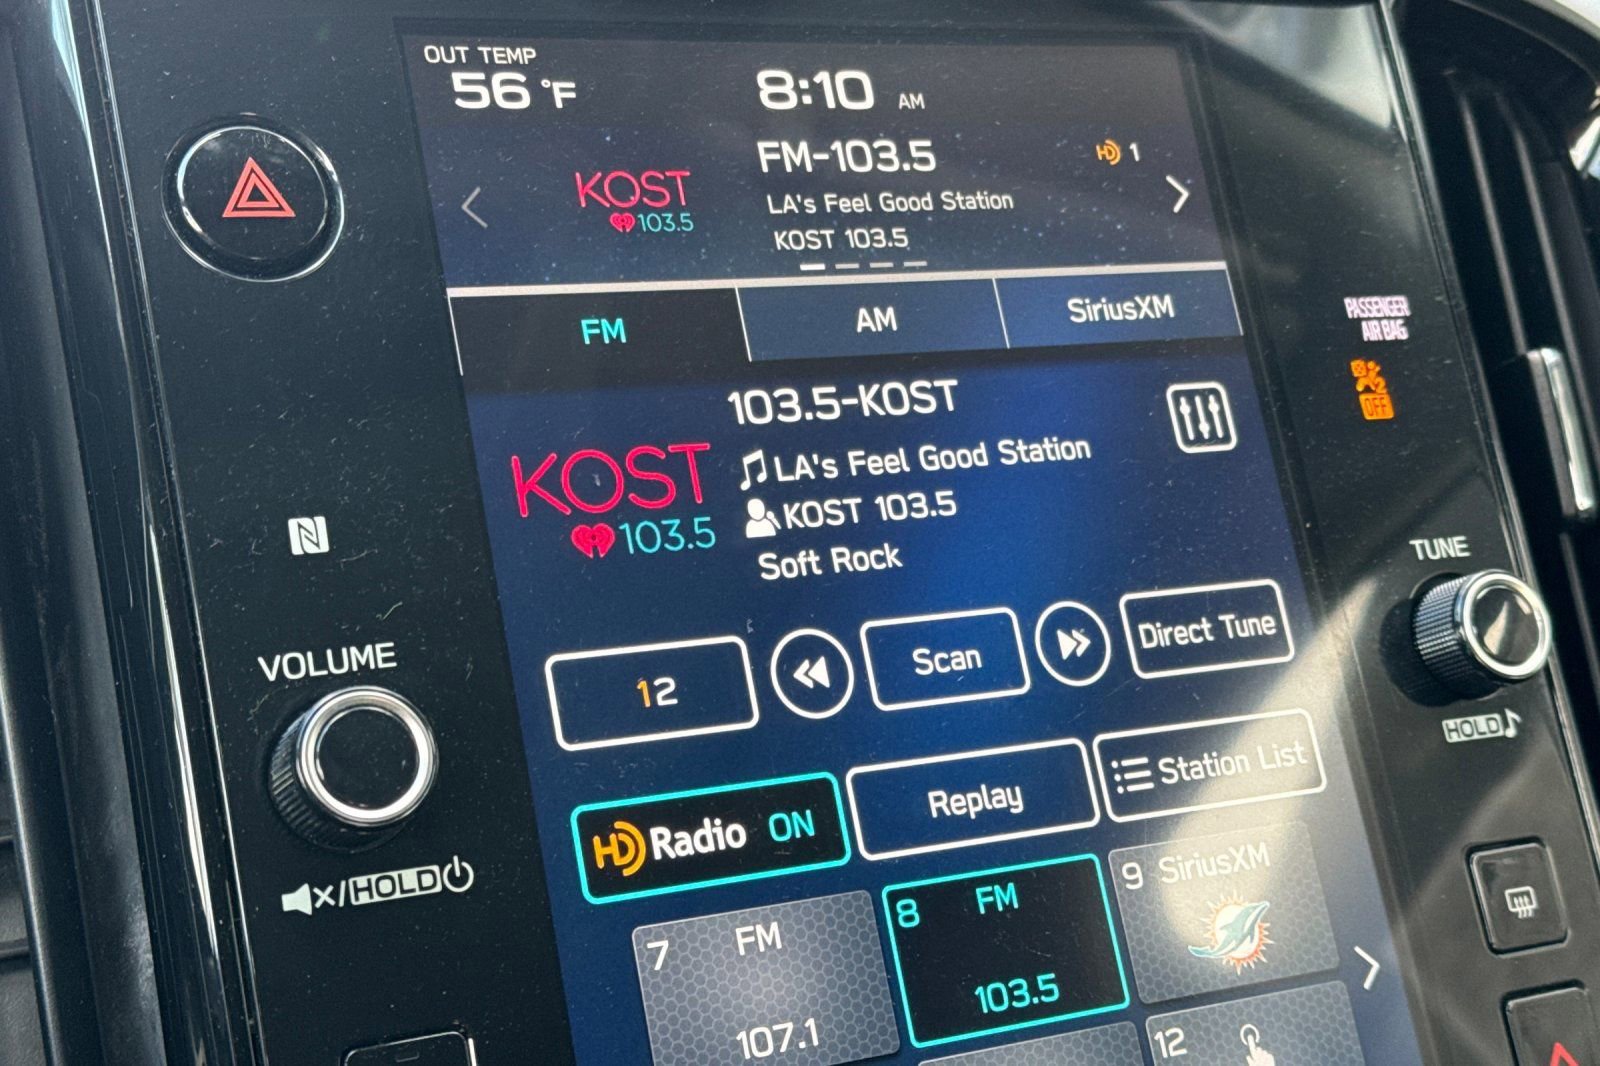 OUT TEMP
56 °F
8:10 AM
FM-103.5
HD 1
LA's Feel Good Station
KOST 103.5
KOST
103.5
FM
AM
SiriusXM
PASSENGER
AIR BAG
2
OFF
103.5-KOST
LA's Feel Good Station
KOST 103.5
Soft Rock
KOST
103.5
N
TUNE
HOLD
VOLUME
X/HOLD
12
Scan
Direct Tune
HD Radio ON
Replay
Station List
7 FM
107.1
8 FM
103.5
9 SiriusXM
12